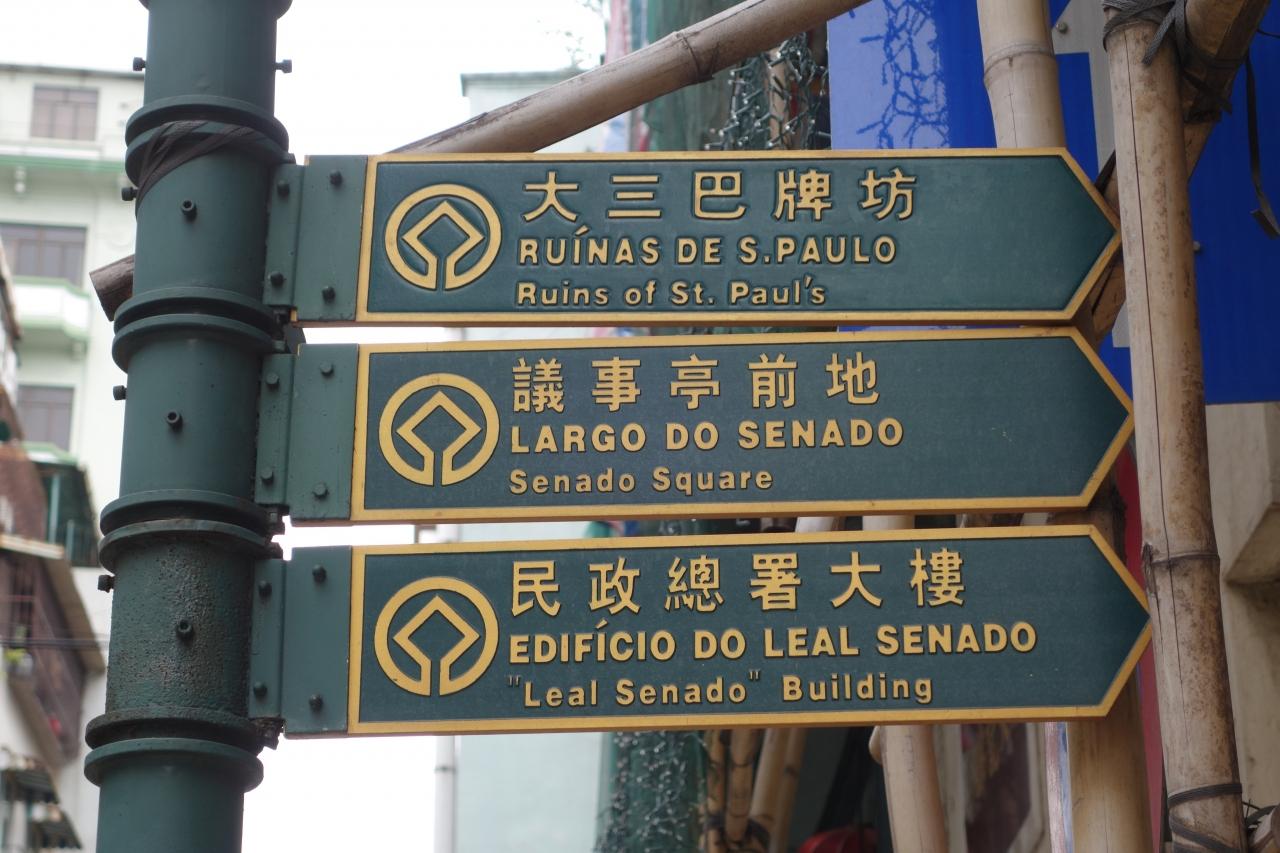 大三巴牌坊
RUÍNAS DE S.PAULO
Ruins of St. Paul's
議事亭前地
LARGO DO SENADO
Senado Square
民政總署大樓
EDIFÍCIO DO LEAL SENADO
"Leal Senado" Building